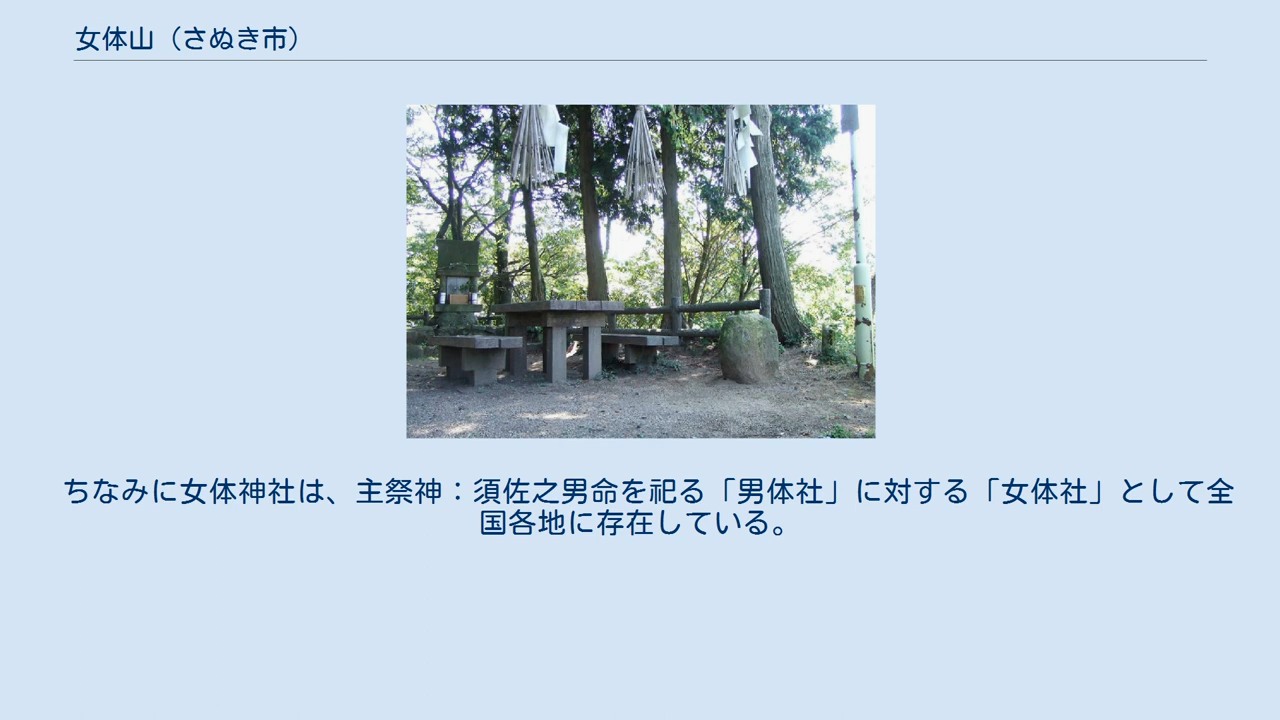 女体山（さぬき市）
ちなみに女体神社は、主祭神：須佐之男命を祀る「男体社」に対する「女体社」として全
国各地に存在している。